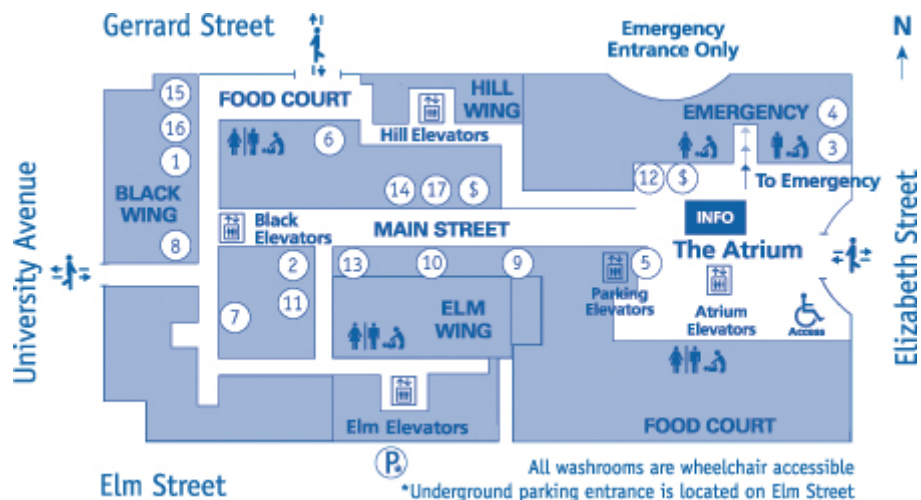 Gerrard Street
Emergency
Entrance Only
N
15
FOOD COURT
HILL
WING
EMERGENCY
4
16
6
Hill Elevators
3
1
12
$
To Emergency
BLACK
WING
14
17
$
INFO
Black
Elevators
MAIN STREET
The Atrium
8
2
13
10
9
5
University Avenue
Elizabeth Street
7
11
ELM
WING
Parking
Elevators
Atrium
Elevators
Access
Elm Elevators
FOOD COURT
P*
All washrooms are wheelchair accessible
Elm Street
*Underground parking entrance is located on Elm Street